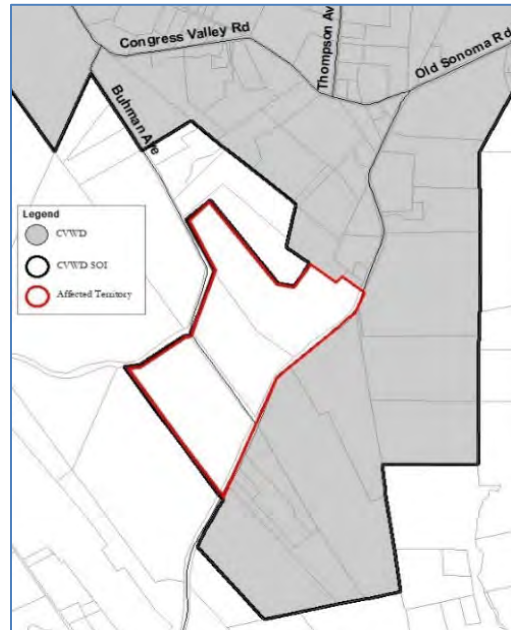 Congress Valley Rd
Thompson Av
Old Sonoma Rd
Buhman Ave
Legend
CVWD
CVWD SOI
Affected Territory